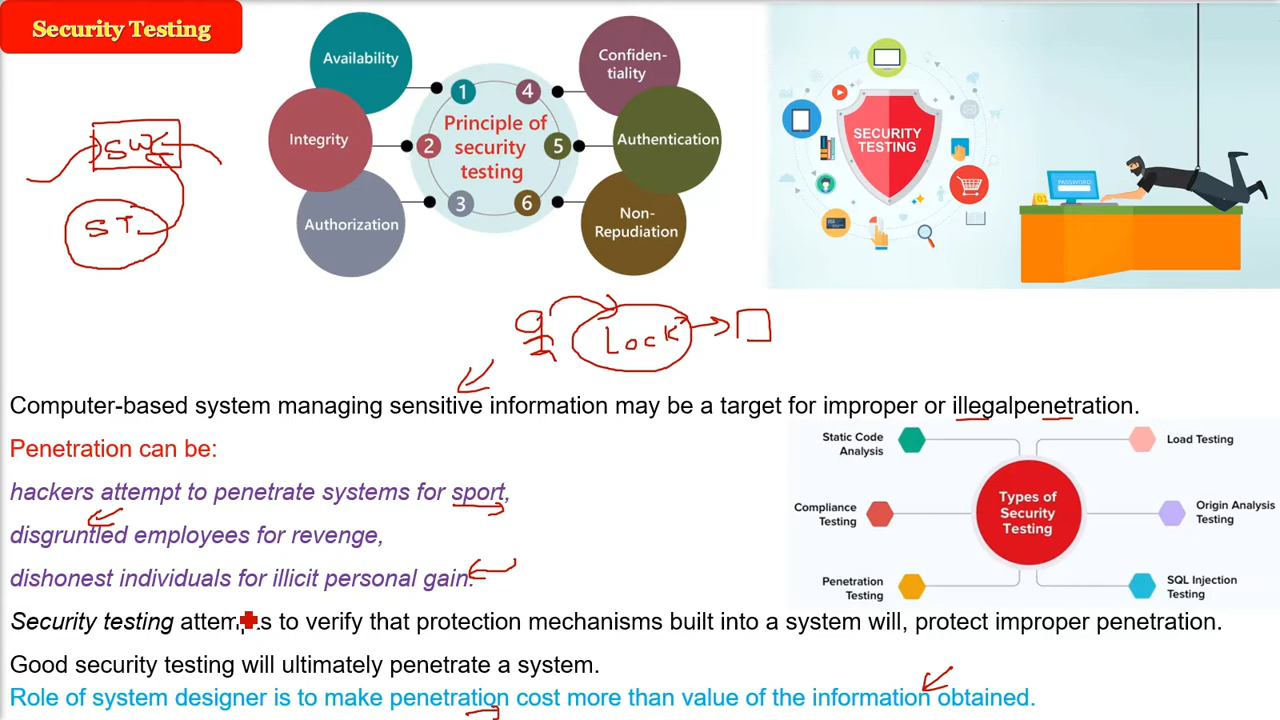 Security Testing
Availability
Integrity
Authorization
1
2
3
4
5
6
Principle of
security
testing
Confiden-
tiality
Authentication
Non-
Repudiation
SECURITY
TESTING
PASSWORD
SW
ST
Lock
Computer-based system managing sensitive information may be a target for improper or illegalpenetration.
Penetration can be:
hackers attempt to penetrate systems for sport,
disgruntled employees for revenge,
dishonest individuals for illicit personal gain.
Security testing attempts to verify that protection mechanisms built into a system will, protect improper penetration.
Good security testing will ultimately penetrate a system.
Role of system designer is to make penetration cost more than value of the information obtained.
Static Code
Analysis
Compliance
Testing
Penetration
Testing
Types of
Security
Testing
Load Testing
Origin Analysis
Testing
SQL Injection
Testing